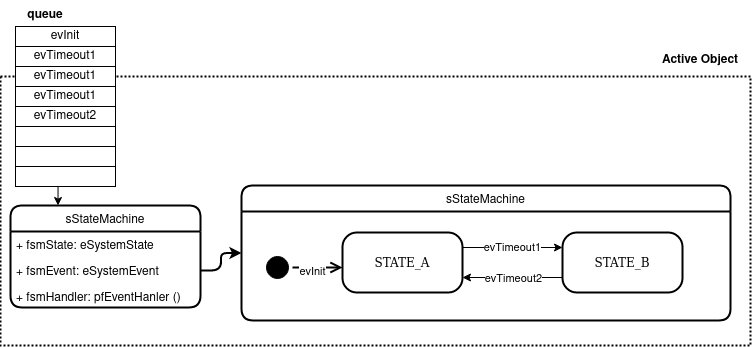 queue
evInit
evTimeout1
evTimeout1
evTimeout1
evTimeout2
Active Object
sStateMachine
+ fsmState: eSystemState
+ fsmEvent: eSystemEvent
+ fsmHandler: pfEventHanler ()
sStateMachine
evInit
STATE_A
evTimeout1
evTimeout2
STATE_B